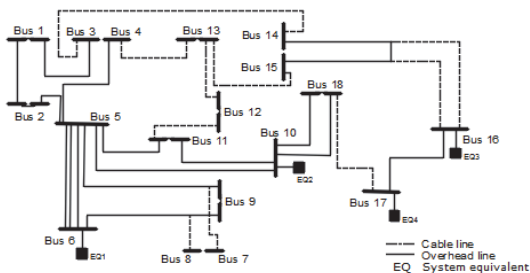 Bus 1
Bus 3
Bus 4
Bus 13
Bus 14
Bus 15
Bus 2
Bus 5
Bus 18
Bus 12
Bus 10
Bus 11
Bus 16
EQ3
EQ2
Bus 9
Bus 17
EQ4
Bus 6
EQ1
Bus 8
Bus 7
Cable line
Overhead line
EQ System equivalent